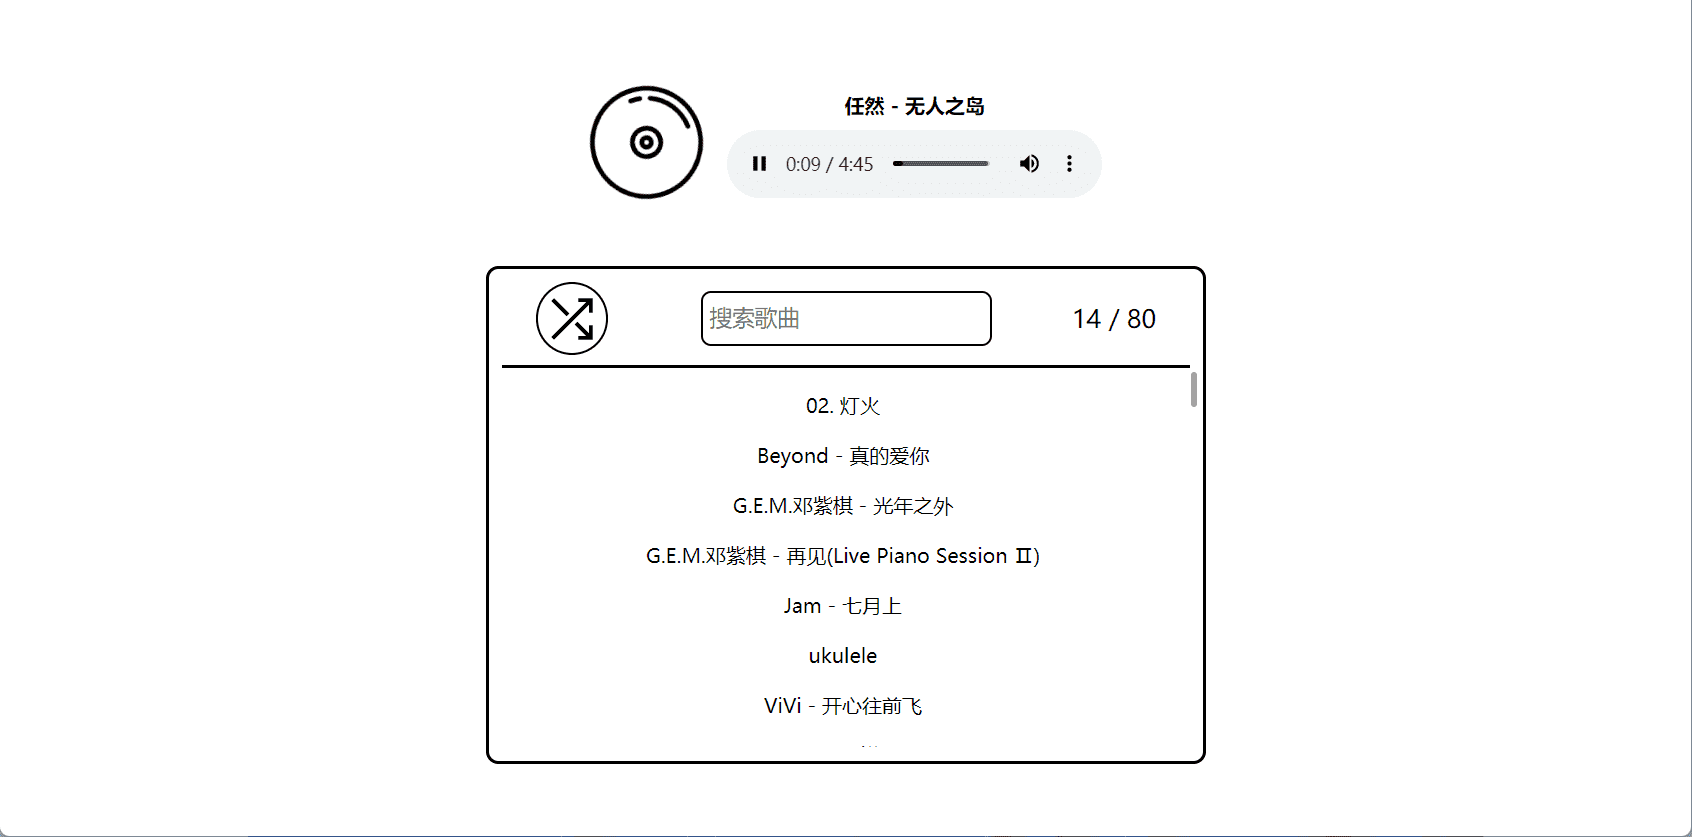 任然 - 无人之岛
0:09 / 4:45
搜索歌曲
14 / 80
02. 灯火
Beyond - 真的爱你
G.E.M.邓紫棋 - 光年之外
G.E.M.邓紫棋 - 再见(Live Piano Session Ⅱ)
Jam - 七月上
ukulele
ViVi - 开心往前飞